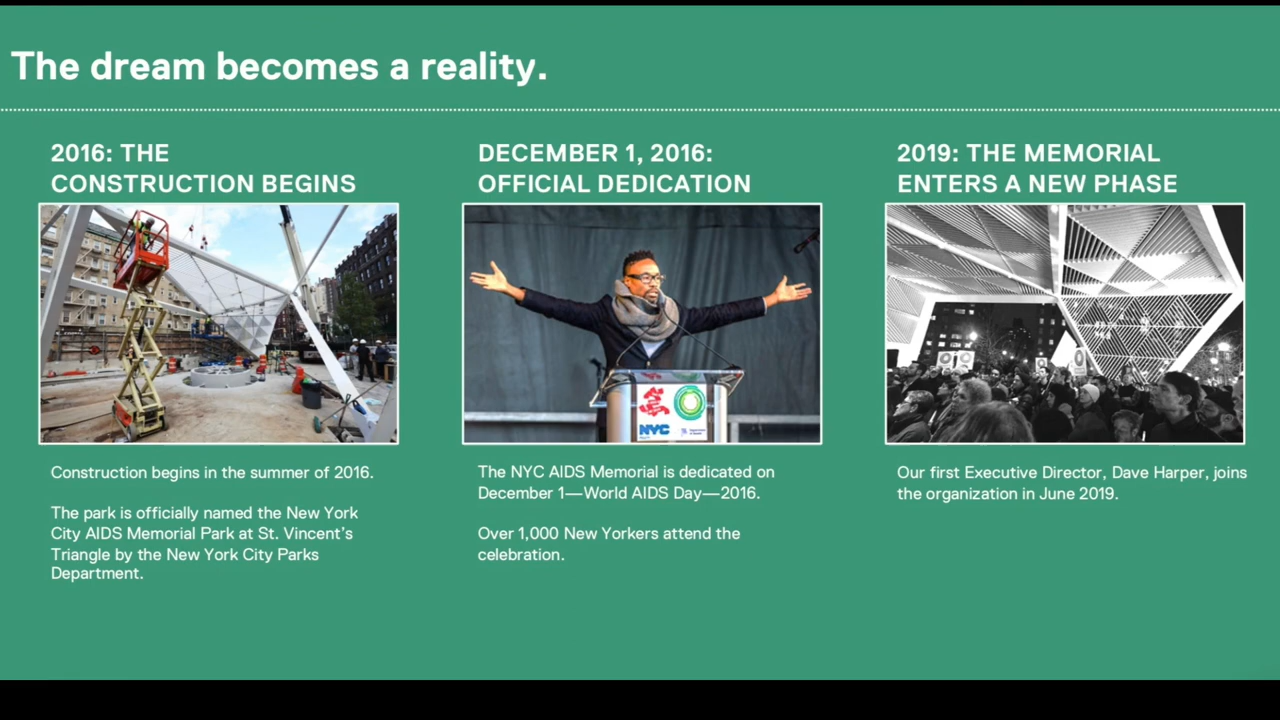 The dream becomes a reality.
2016: THE
CONSTRUCTION BEGINS
Construction begins in the summer of 2016.
The park is officially named the New York
City AIDS Memorial Park at St. Vincent's
Triangle by the New York City Parks
Department.
DECEMBER 1, 2016:
OFFICIAL DEDICATION
NYC
The NYC AIDS Memorial is dedicated on
December 1—World AIDS Day—2016.
Over 1,000 New Yorkers attend the
celebration.
2019: THE MEMORIAL
ENTERS A NEW PHASE
Our first Executive Director, Dave Harper, joins
the organization in June 2019.